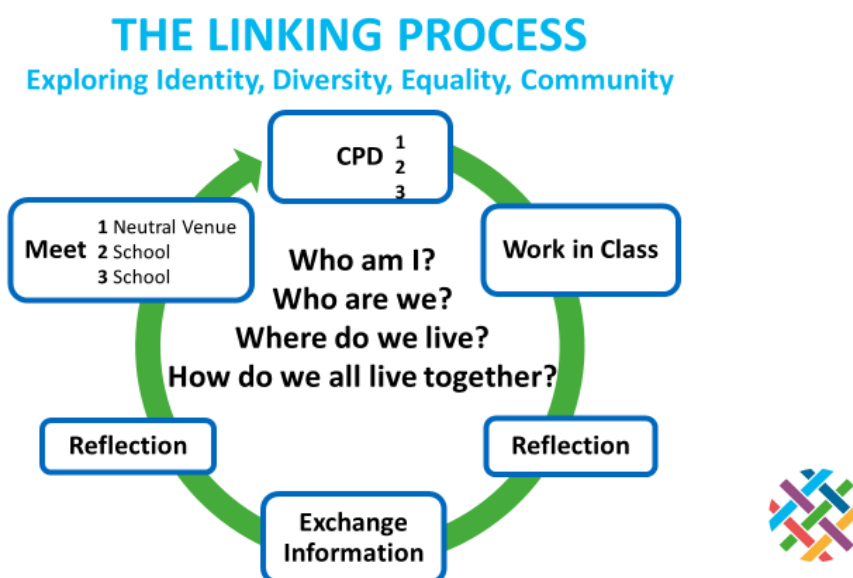 THE LINKING PROCESS
Exploring Identity, Diversity, Equality, Community
CPD 1
2
3
Work in Class
Reflection
Exchange
Information
Reflection
Meet 1 Neutral Venue
2 School
3 School
Who am I?
Who are we?
Where do we live?
How do we all live together?